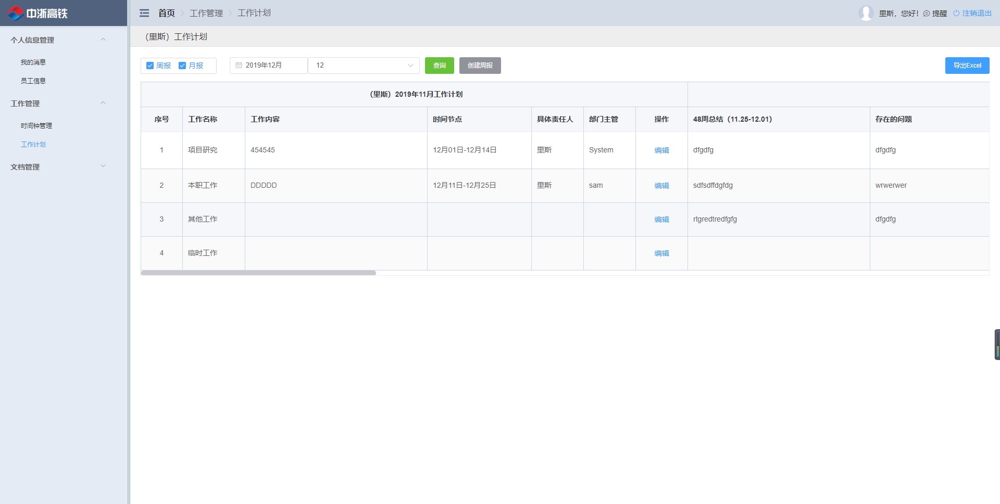 中浙高铁
首页 工作管理 工作计划
里斯，您好！ 提醒 注销退出
个人信息管理
我的消息
员工信息
工作管理
时间钟管理
工作计划
文档管理
（里斯）工作计划
周报 月报 2019年12月 12 查询 创建周报 导出Excel
（里斯）2019年11月工作计划
序号 工作名称 工作内容 时间节点 具体责任人 部门主管 操作 48周总结（11.25-12.01） 存在的问题
1 项目研究 454545 12月01日-12月14日 里斯 System 编辑 dfgdfg dfgdfg
2 本职工作 DDDDD 12月11日-12月25日 里斯 sam 编辑 sdfsdffdgfdg wrwerwer
3 其他工作 编辑 rtgredtredfgfg dfgdfg
4 临时工作 编辑